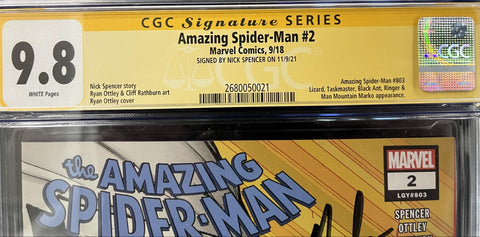 CGC Signature SERIES
Amazing Spider-Man #2
Marvel Comics, 9/18
SIGNED BY NICK SPENCER ON 11/9/21
9.8
WHITE Pages
Nick Spencer story
Ryan Ottley & Cliff Rathburn art
Ryan Ottley cover
2680050021
Amazing Spider-Man #803
Lizard, Taskmaster, Black Ant, Ringer &
Man Mountain Marko appearance.
CGC
the AMAZING
SPIDER-MAN
MARVEL
2
LGY#803
SPENCER
OTTLEY